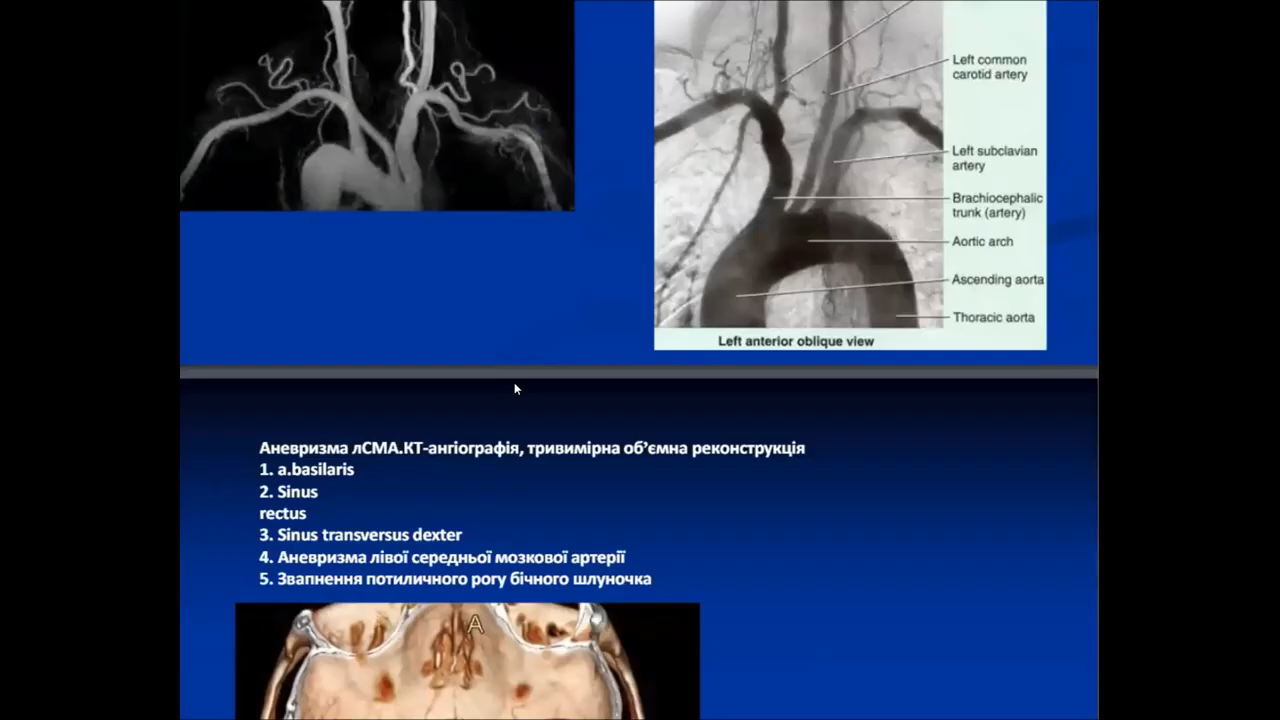 Left common
carotid artery
Left subclavian
artery
Brachiocephalic
trunk (artery)
Aortic arch
Ascending aorta
Thoracic aorta
Left anterior oblique view
Аневризма лСМА.КТ-ангіографія, тривимірна об’ємна реконструкція
1. a.basilaris
2. Sinus
rectus
3. Sinus transversus dexter
4. Аневризма лівої середньої мозкової артерії
5. Звапнення потиличного рогу бічного шлуночка
A